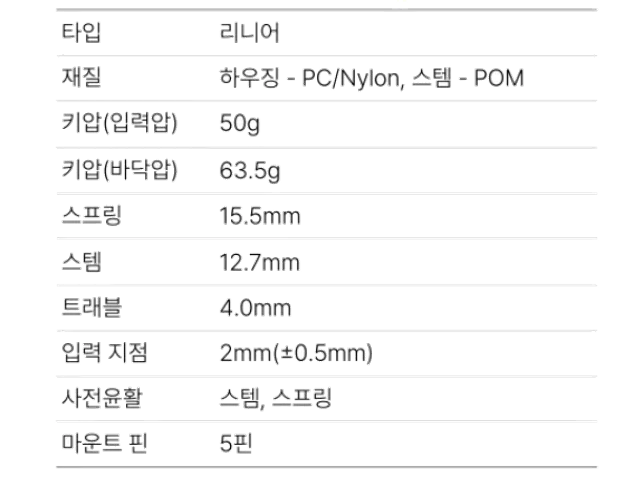 타입 리니어
재질 하우징 - PC/Nylon, 스템 - POM
키압(입력압) 50g
키압(바닥압) 63.5g
스프링 15.5mm
스템 12.7mm
트래블 4.0mm
입력 지점 2mm(±0.5mm)
사전윤활 스템, 스프링
마운트 핀 5핀